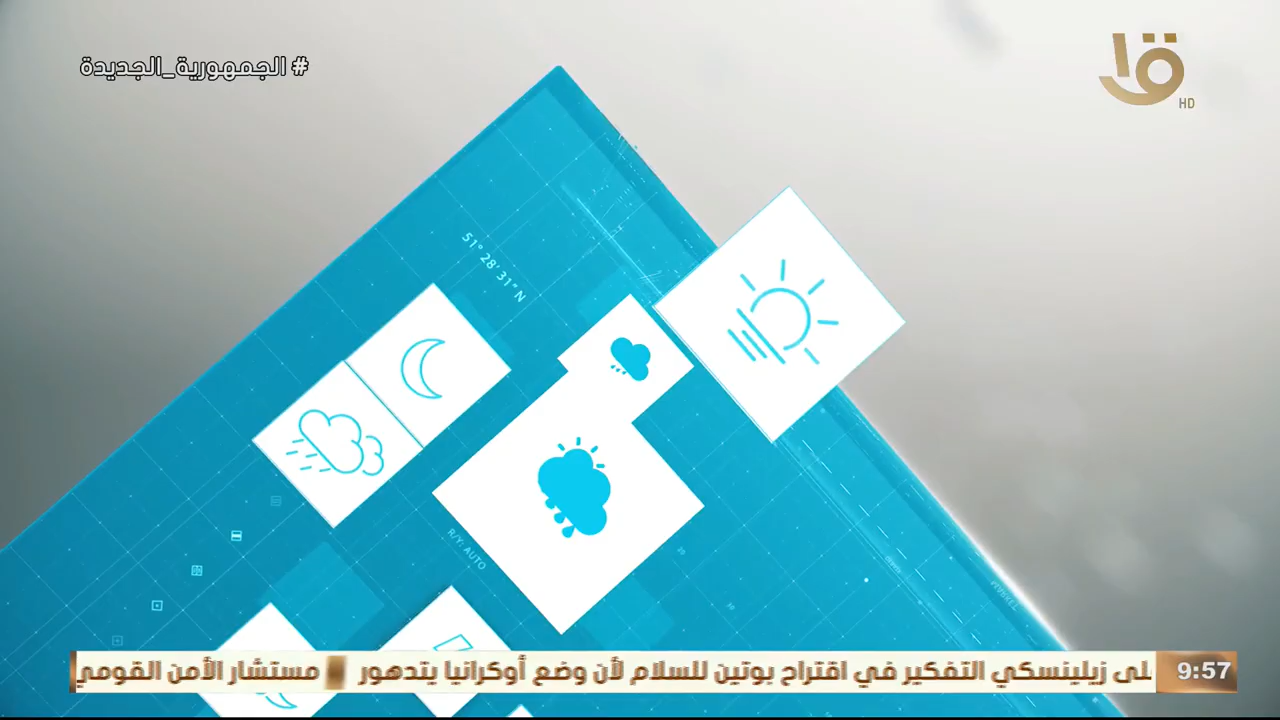 # الجمهورية_الجديدة
HD
51° 28' 31" N
R/Y: AUTO
لى زيلينسكي التفكير في اقتراح بوتين للسلام لأن وضع أوكرانيا يتدهور
مستشار الأمن القومي
9:57